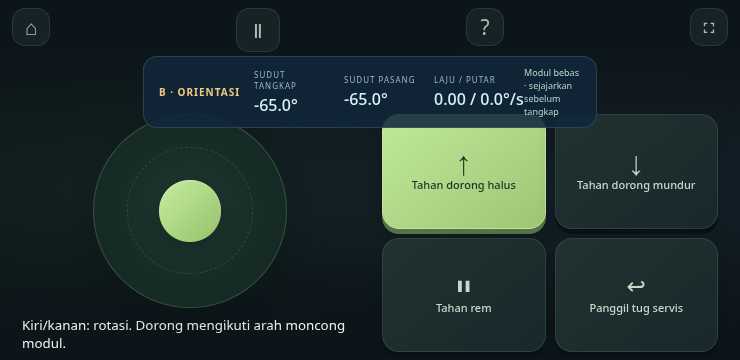 ?
B · ORIENTASI
SUDUT
TANGKAP
-65.0°
SUDUT PASANG
-65.0°
LAJU / PUTAR
0.00 / 0.0°/s
Modul bebas
· sejajarkan
sebelum
tangkap
↑
Tahan dorong halus
↓
Tahan dorong mundur
Tahan rem
↩
Panggil tug servis
Kiri/kanan: rotasi. Dorong mengikuti arah moncong
modul.